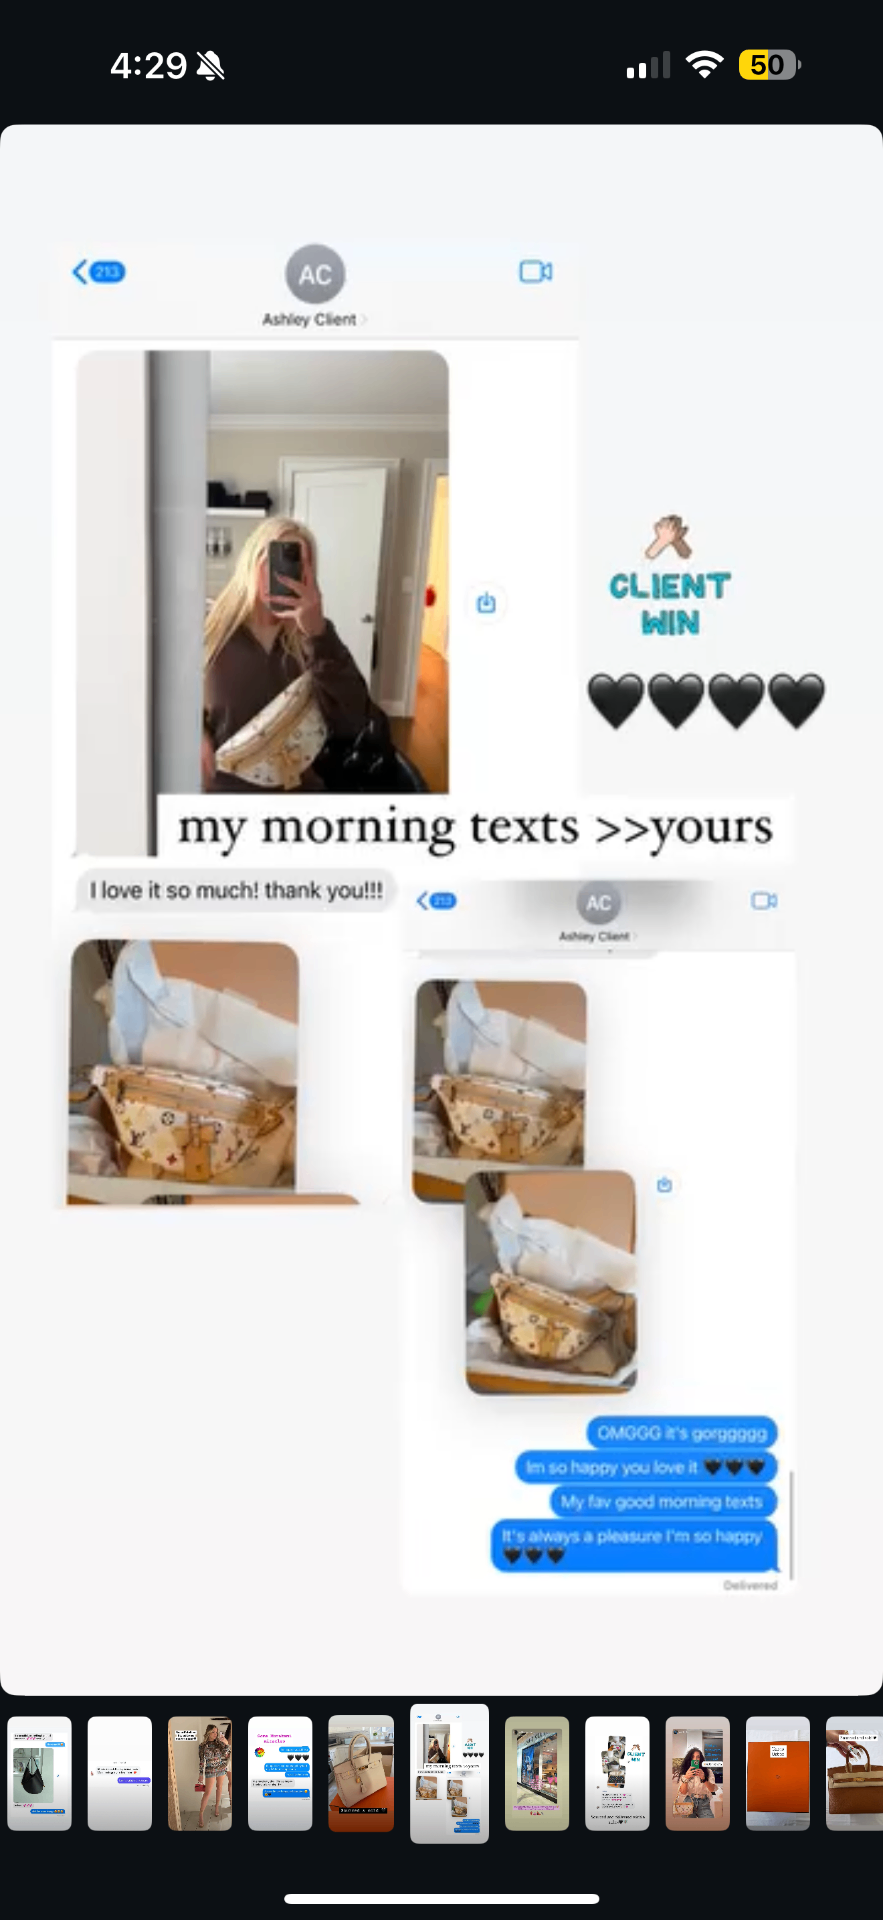 4:29
50
213
AC
Ashley Client
CLIENT
WIN
🖤🖤🖤🖤
my morning texts >>yours
I love it so much! thank you!!!
213
AC
Ashley Client
OMGGG it's gorggggg
Im so happy you love it 🖤🖤🖤
My fav good morning texts
It's always a pleasure I'm so happy
🖤🖤🖤
Delivered